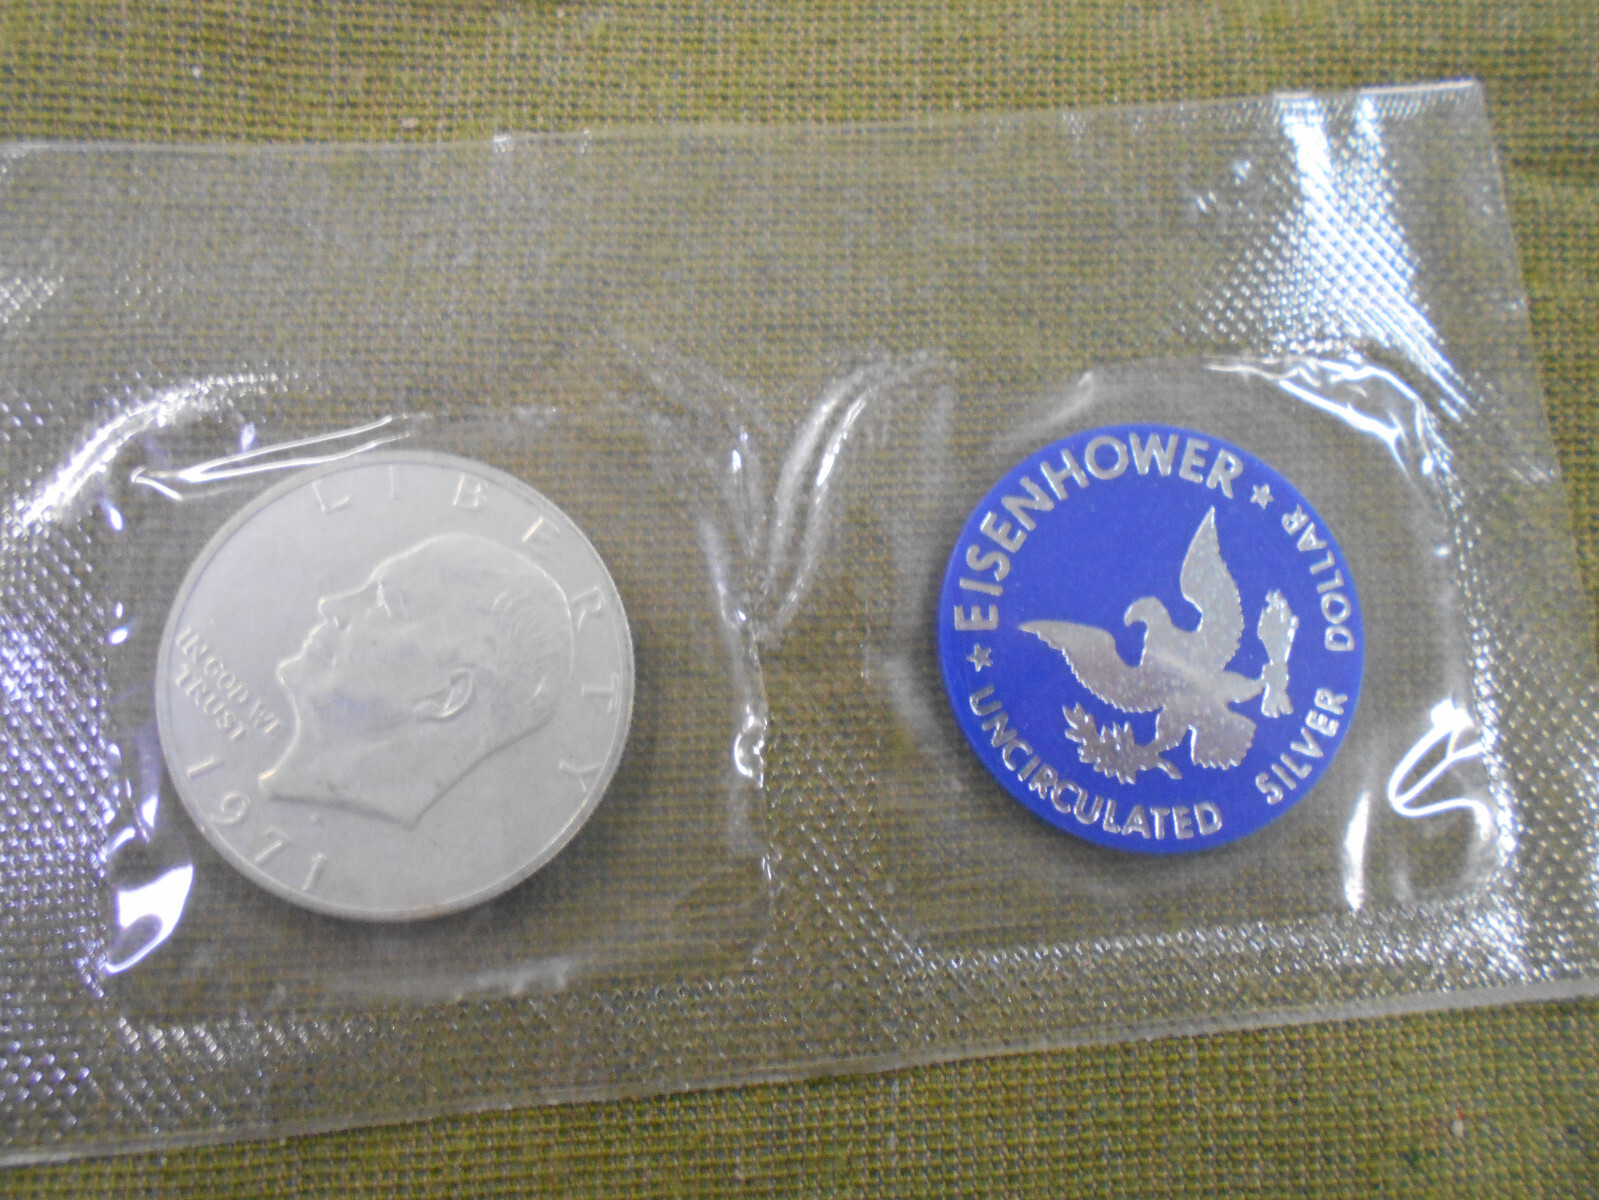 LIBERTY
IN GOD WE
TRUST
1971
★ EISENHOWER ★
UNCIRCULATED SILVER DOLLAR